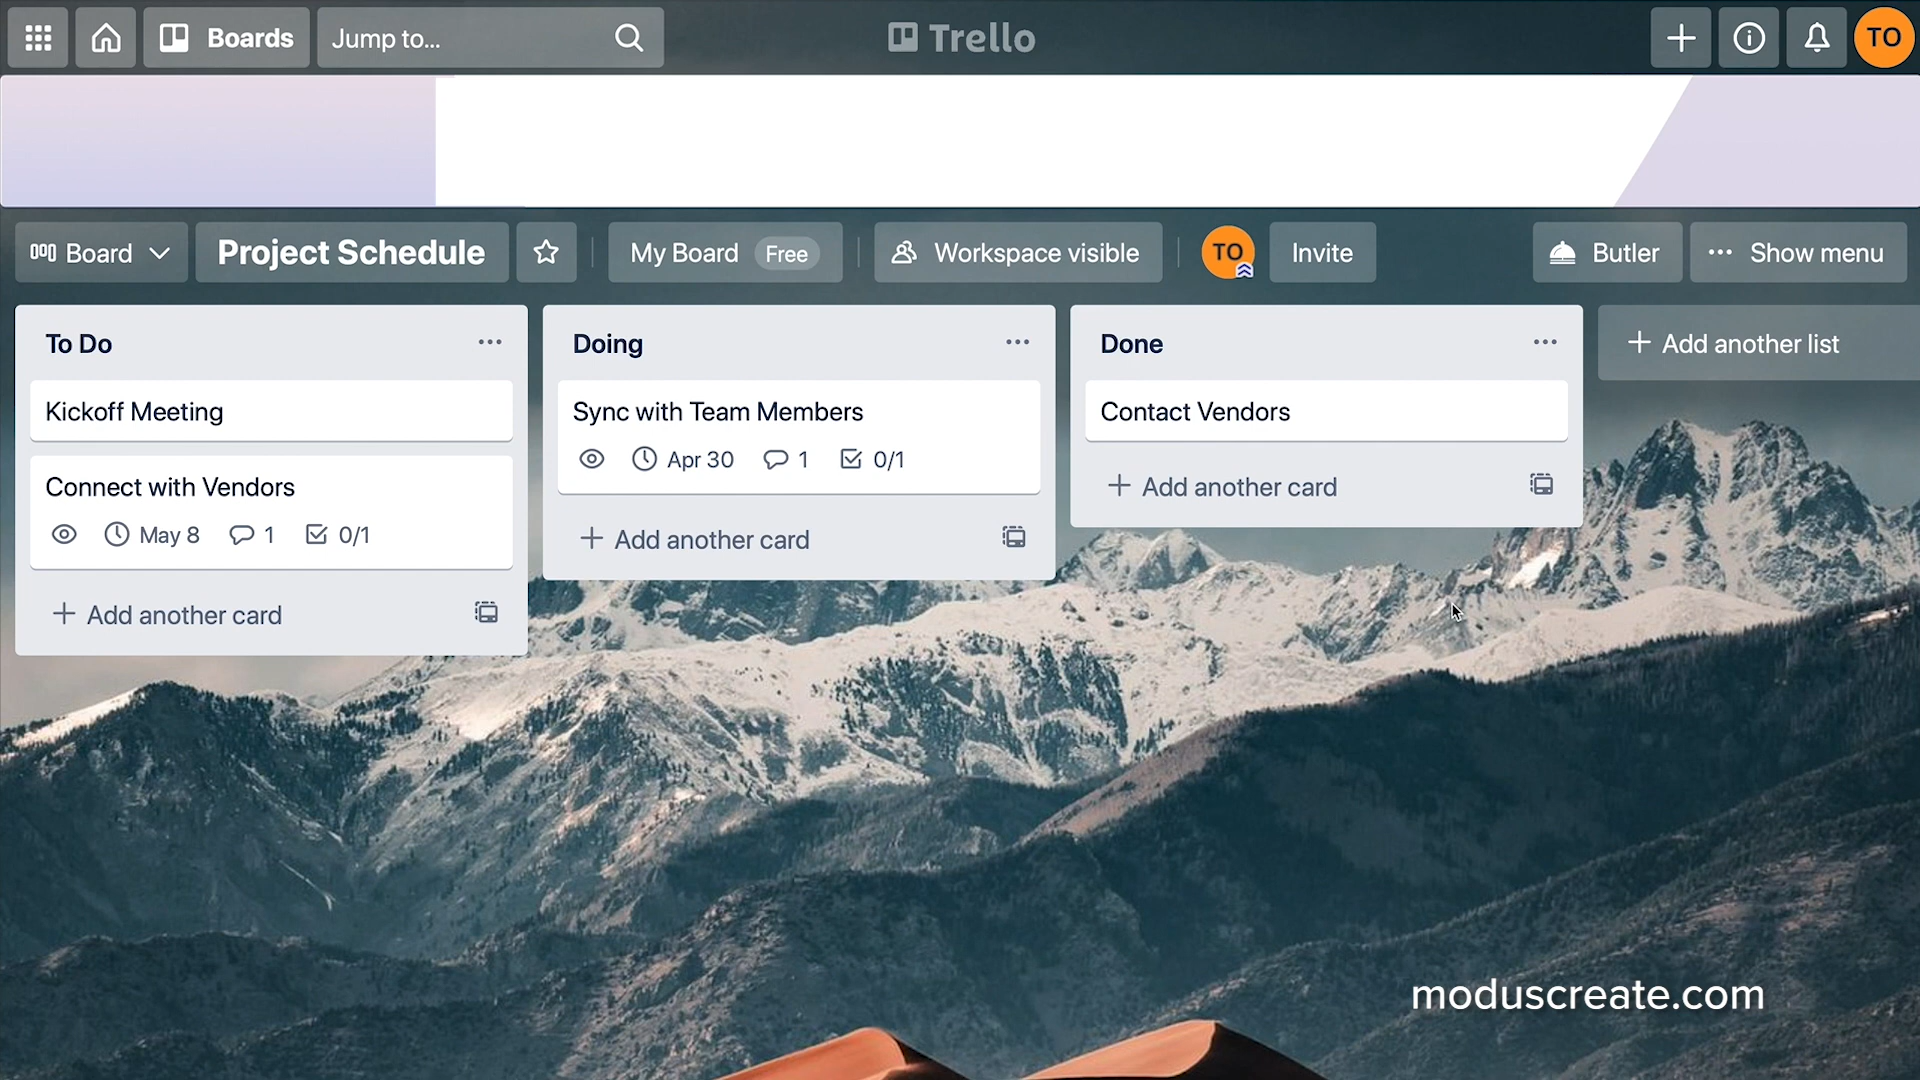 Boards
Jump to...
Trello
TO
Board
Project Schedule
My Board Free
Workspace visible
TO
Invite
Butler
Show menu
To Do
Kickoff Meeting
Connect with Vendors
May 8 1 0/1
Add another card
Doing
Sync with Team Members
Apr 30 1 0/1
Add another card
Done
Contact Vendors
Add another card
Add another list
moduscreate.com